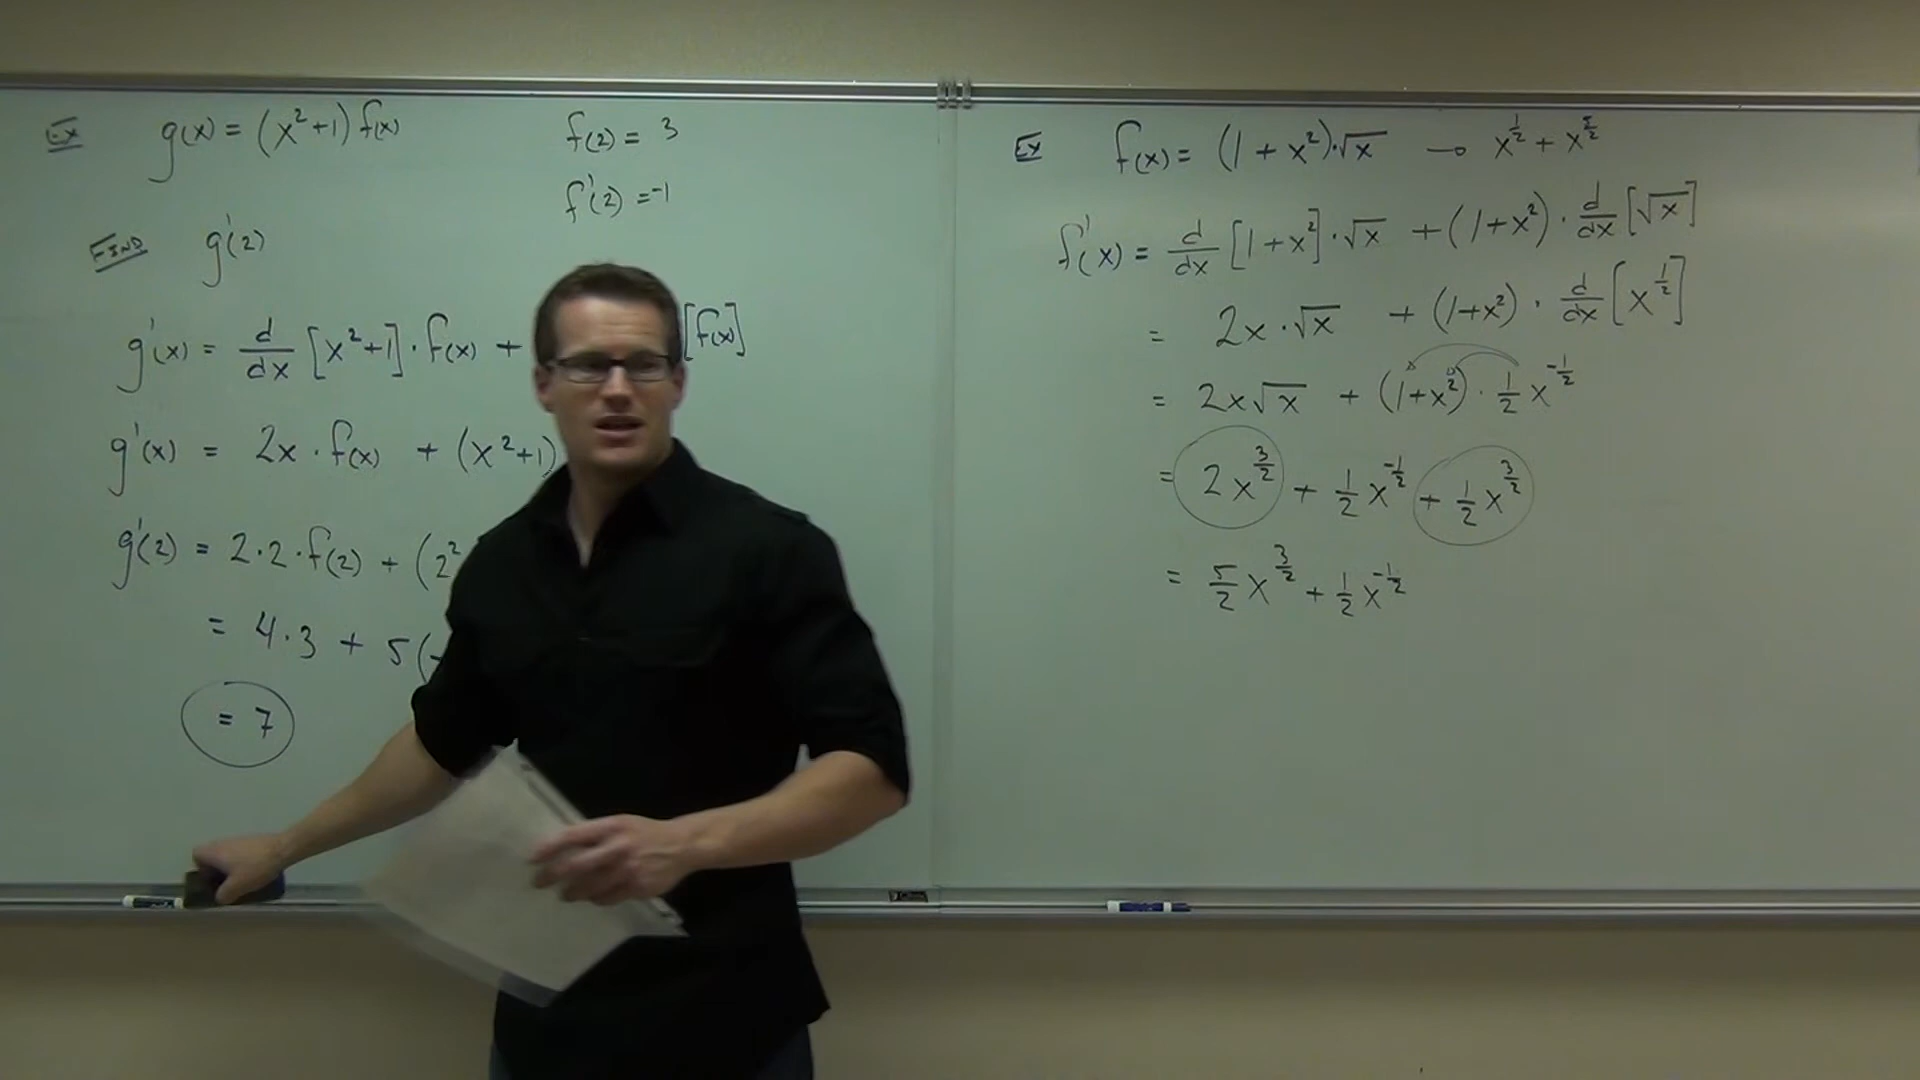 Ex g(x) = (x²+1) f(x)
f(2) = 3
f'(2) = -1
FIND g'(2)
g'(x) = d/dx [x²+1] · f(x) + [f(x)]
g'(x) = 2x · f(x) + (x²+1)
g'(2) = 2·2·f(2) + (2²
= 4·3 + 5(-
= 7
Ex f(x) = (1 + x²)·√x → x^(1/2) + x^(5/2)
f'(x) = d/dx [1 + x²] · √x + (1+x²) · d/dx [√x]
= 2x · √x + (1+x²) · d/dx [x^(1/2)]
= 2x√x + (1+x²) · 1/2 x^(-1/2)
= 2x^(3/2) + 1/2 x^(-1/2) + 1/2 x^(3/2)
= 5/2 x^(3/2) + 1/2 x^(-1/2)